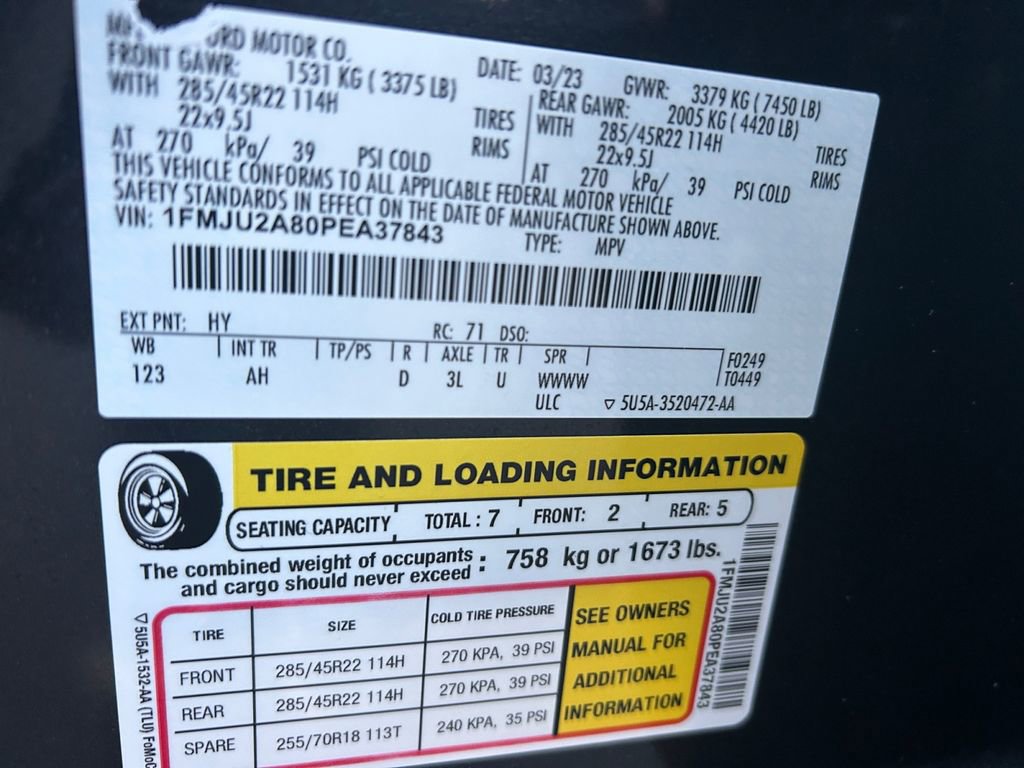 ORD MOTOR CO.
DATE: 03/23 GVWR: 3379 KG ( 7450 LB)
FRONT GAWR: 1531 KG ( 3375 LB) REAR GAWR: 2005 KG ( 4420 LB)
WITH 285/45R22 114H TIRES WITH 285/45R22 114H TIRES
22x9.5J RIMS 22x9.5J RIMS
AT 270 kPa/ 39 PSI COLD AT 270 kPa/ 39 PSI COLD
THIS VEHICLE CONFORMS TO ALL APPLICABLE FEDERAL MOTOR VEHICLE
SAFETY STANDARDS IN EFFECT ON THE DATE OF MANUFACTURE SHOWN ABOVE.
VIN: 1FMJU2A80PEA37843 TYPE: MPV
EXT PNT: HY RC: 71 DSO:
WB INT TR TP/PS R AXLE TR SPR F0249
123 AH D 3L U WWWW T0449
ULC ▽ 5U5A-3520472-AA
TIRE AND LOADING INFORMATION
SEATING CAPACITY TOTAL : 7 FRONT: 2 REAR: 5
The combined weight of occupants
and cargo should never exceed : 758 kg or 1673 lbs.
TIRE SIZE COLD TIRE PRESSURE
FRONT 285/45R22 114H 270 KPA, 39 PSI
REAR 285/45R22 114H 270 KPA, 39 PSI
SPARE 255/70R18 113T 240 KPA, 35 PSI
SEE OWNERS
MANUAL FOR
ADDITIONAL
INFORMATION
1FMJU2A80PEA37843
▽ 5U5A-1532-AA (TLU) FoMoC